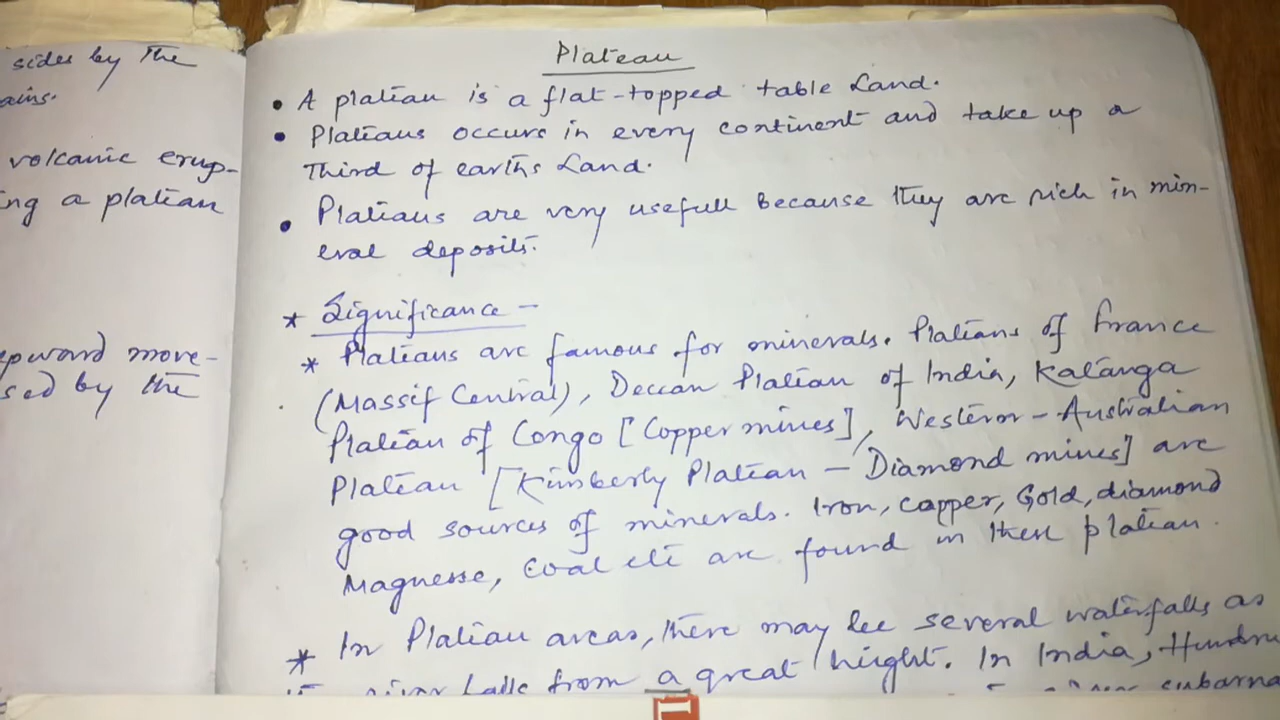 sides by the
ains.
volcanic erup-
ing a plateau
upward move-
sed by the
Plateau
• A plateau is a flat-topped table Land.
• Plateaus occurs in every continent and take up a
Third of earths Land.
• Plateaus are very usefull Because they are rich in min-
eral deposits.
* Significance -
* Plateaus are famous for minerals. Plateaus of France
(Massif Central), Deccan Plateau of India, Katanga
Plateau of Congo [Copper mines], Western - Australian
Plateau [Kimberly Plateau - Diamond mines] are
good sources of minerals. Iron, Copper, Gold, diamond
Magnesse, Coal etc are found in these plateau.
* In Plateau areas, there may be several waterfalls as
river falls from a great hight. In India, Hundru
subarna